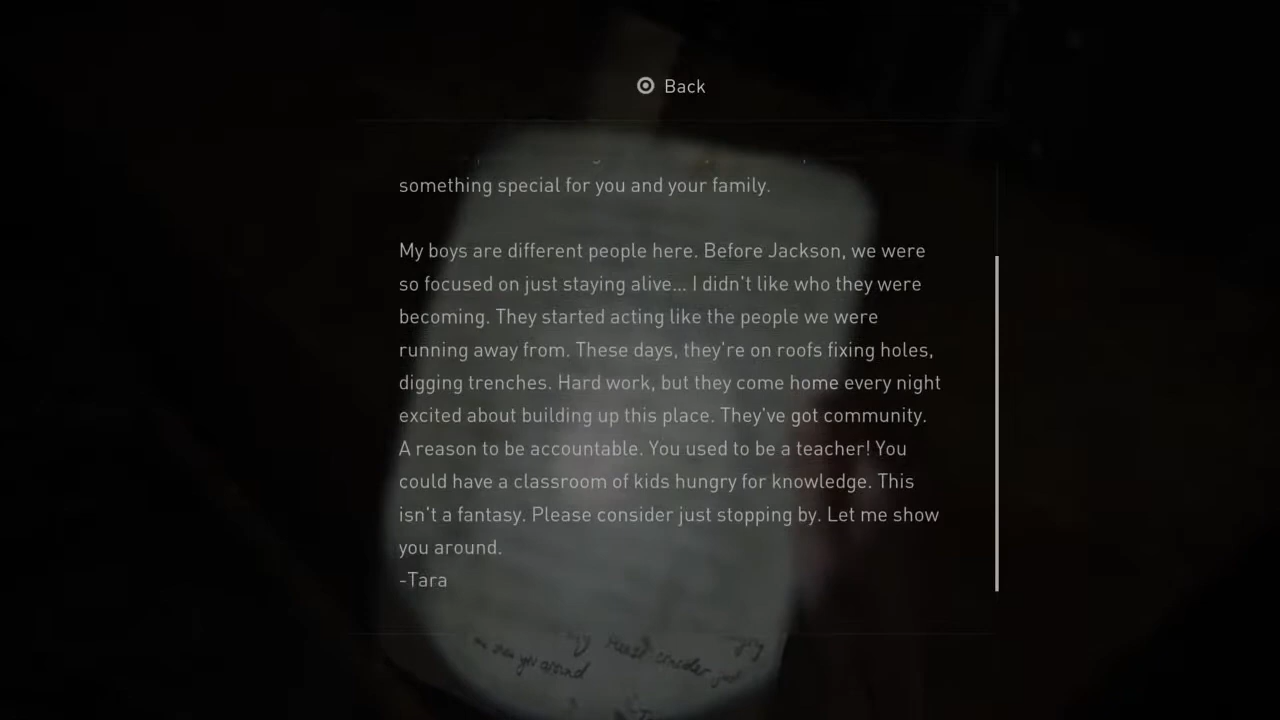 Back
something special for you and your family.
My boys are different people here. Before Jackson, we were
so focused on just staying alive... I didn't like who they were
becoming. They started acting like the people we were
running away from. These days, they're on roofs fixing holes,
digging trenches. Hard work, but they come home every night
excited about building up this place. They've got community.
A reason to be accountable. You used to be a teacher! You
could have a classroom of kids hungry for knowledge. This
isn't a fantasy. Please consider just stopping by. Let me show
you around.
-Tara
consider
you around